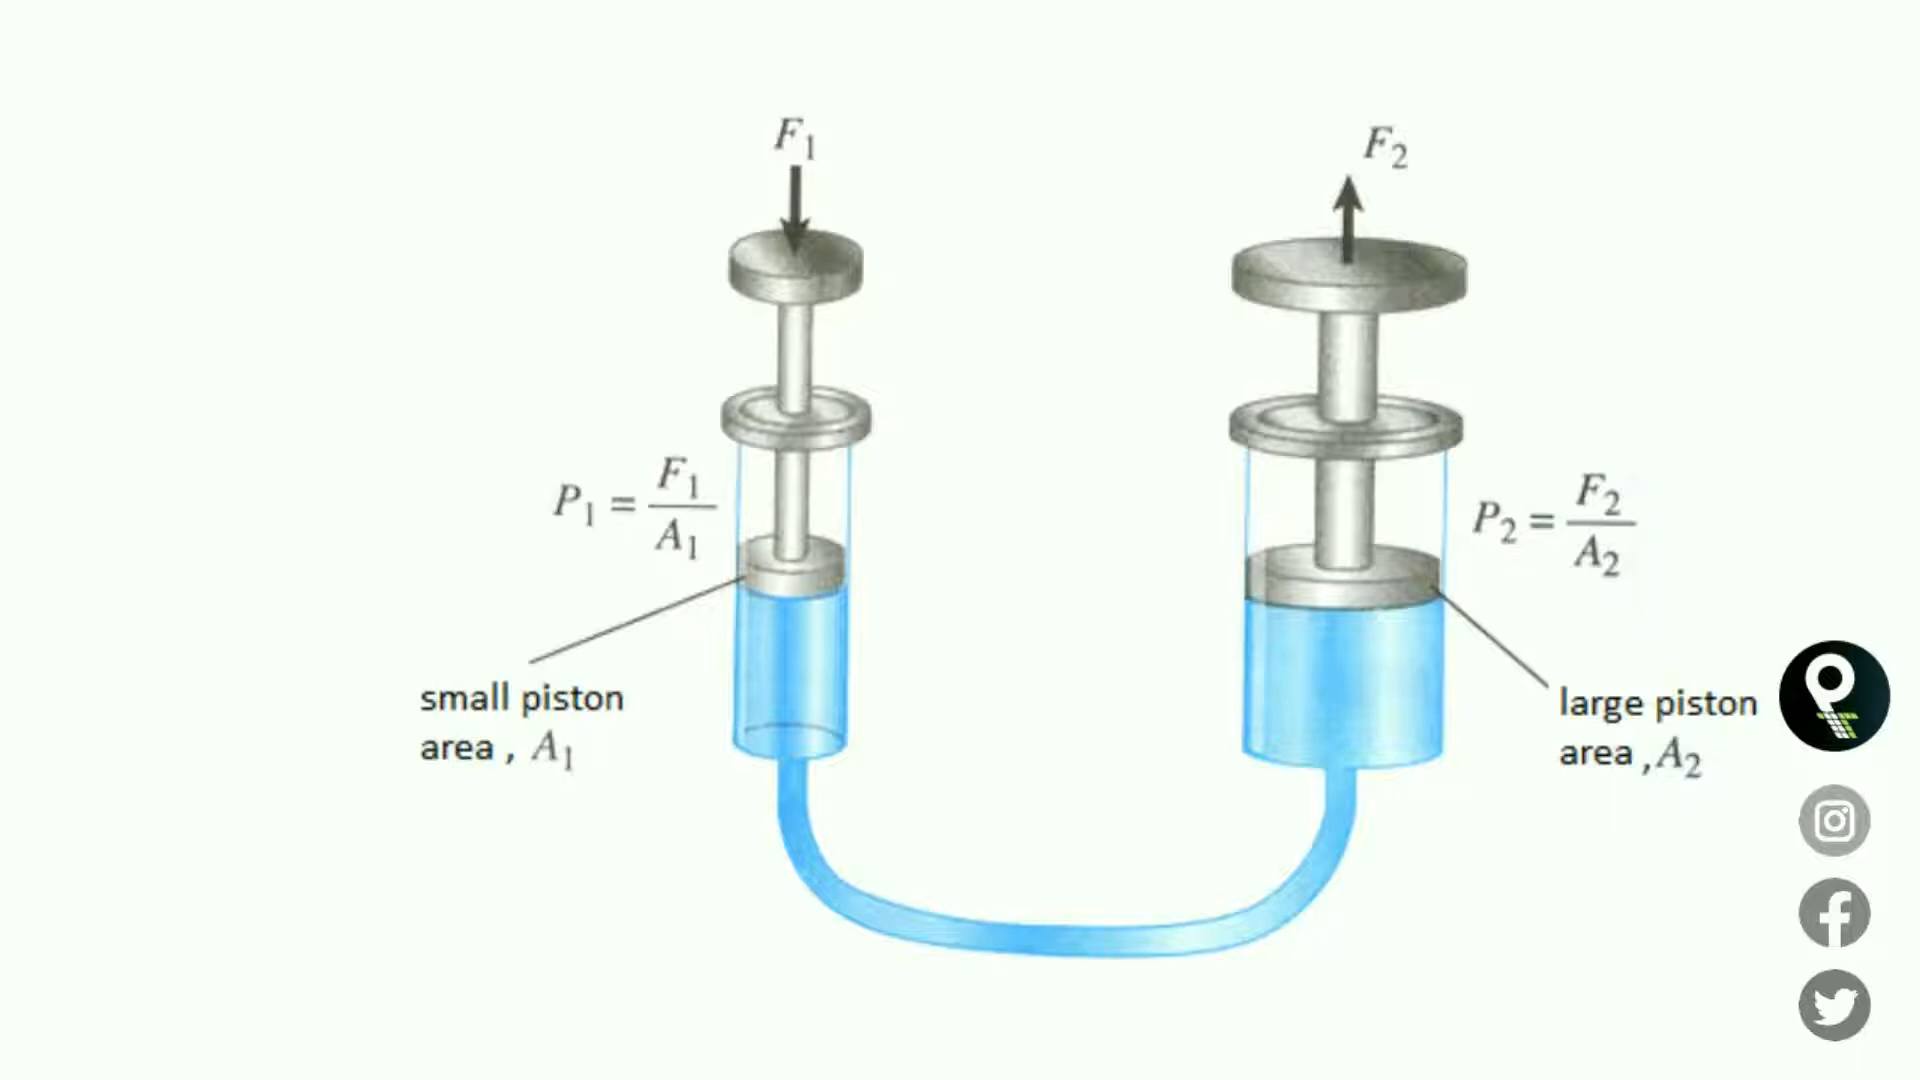 F₁
F₂
P₁ = F₁/A₁
P₂ = F₂/A₂
small piston
area , A₁
large piston
area , A₂